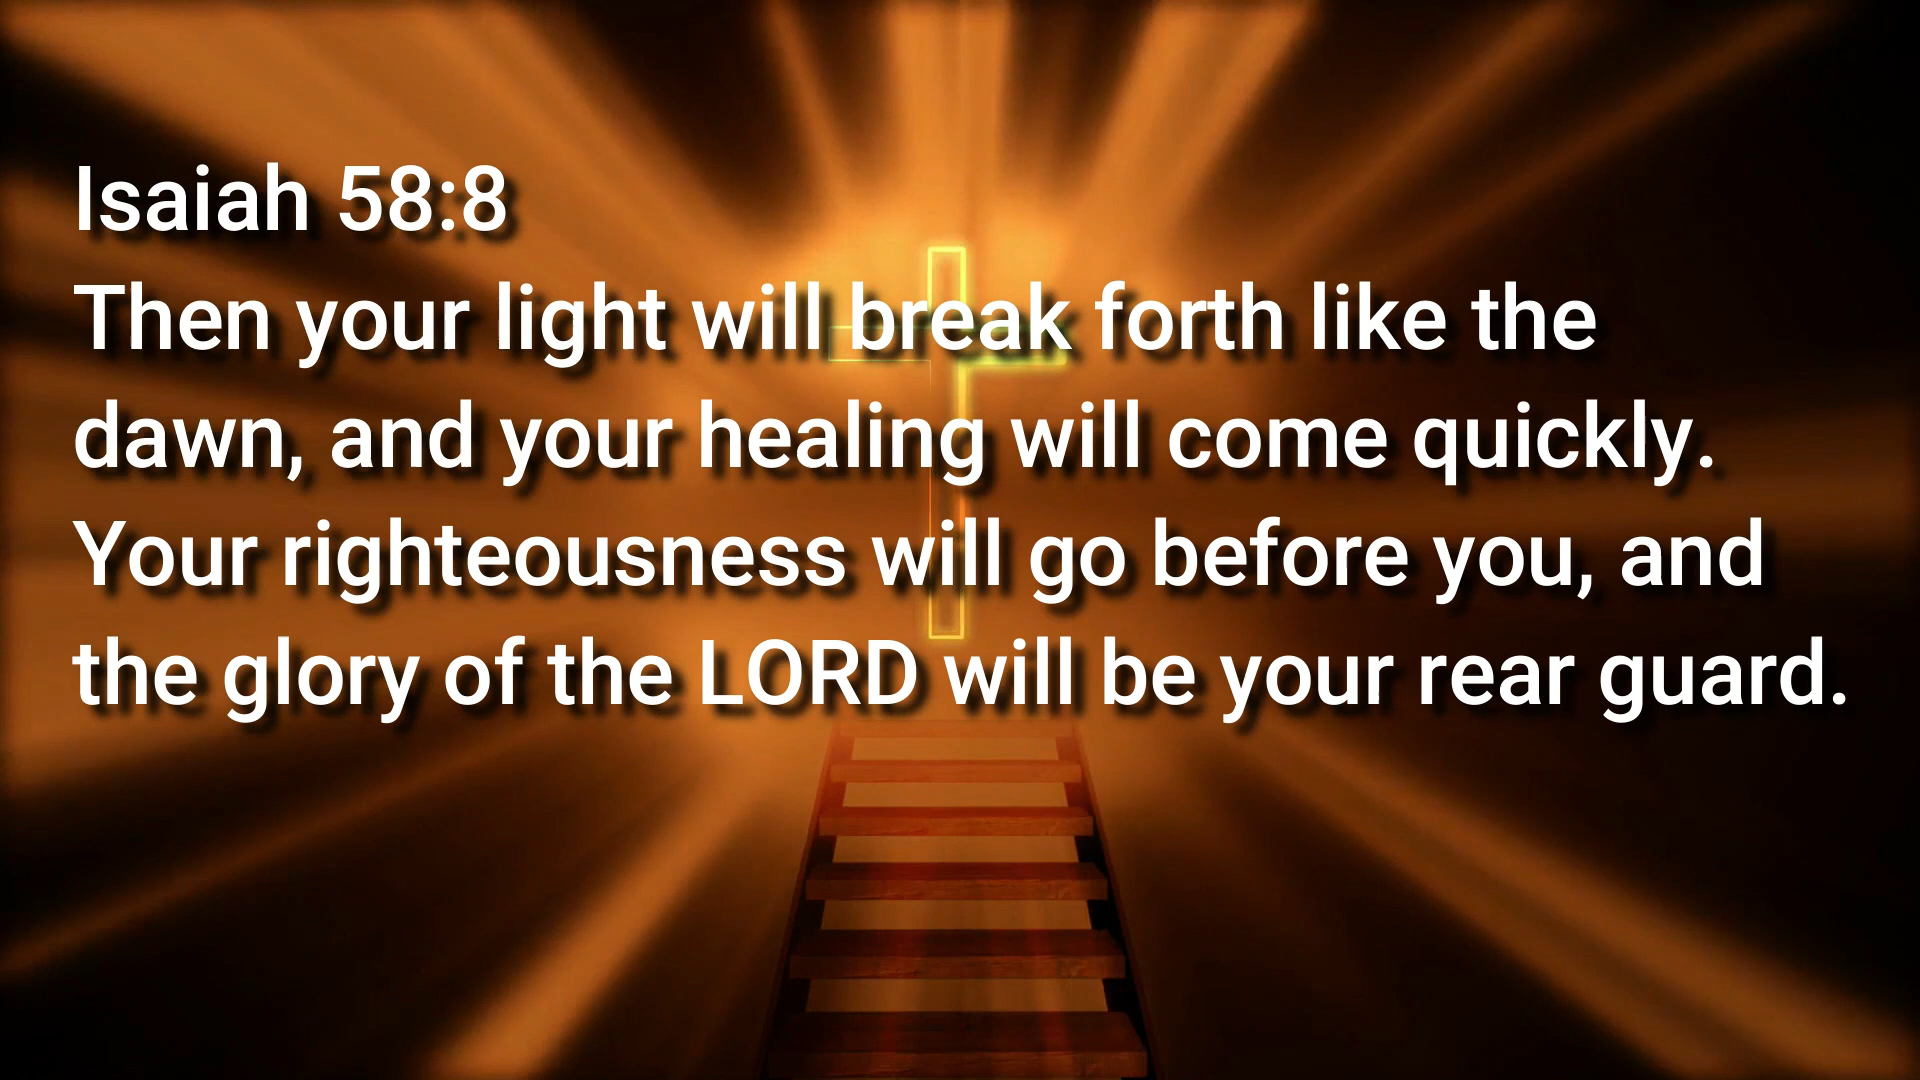 Isaiah 58:8
Then your light will break forth like the
dawn, and your healing will come quickly.
Your righteousness will go before you, and
the glory of the LORD will be your rear guard.